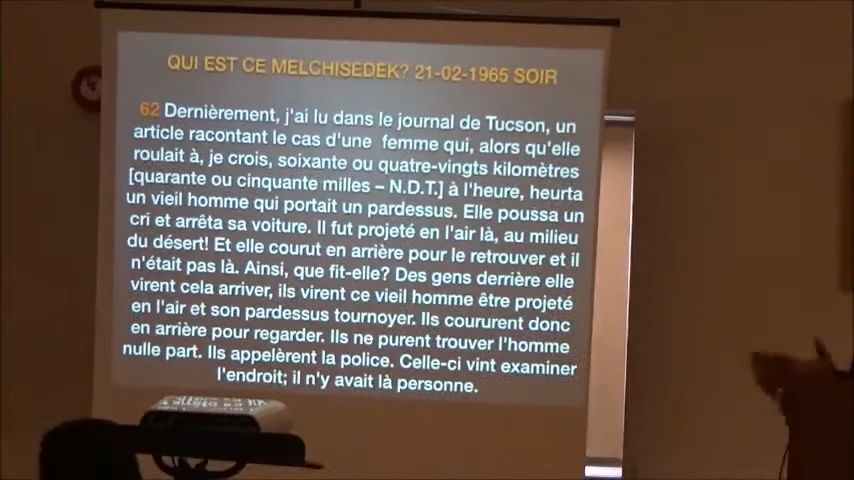 QUI EST CE MELCHISEDEK? 21-02-1965 SOIR
62 Dernièrement, j'ai lu dans le journal de Tucson, un
article racontant le cas d'une femme qui, alors qu'elle
roulait à, je crois, soixante ou quatre-vingts kilomètres
[quarante ou cinquante milles – N.D.T.] à l'heure, heurta
un vieil homme qui portait un pardessus. Elle poussa un
cri et arrêta sa voiture. Il fut projeté en l'air là, au milieu
du désert! Et elle courut en arrière pour le retrouver et il
n'était pas là. Ainsi, que fit-elle? Des gens derrière elle
virent cela arriver, ils virent ce vieil homme être projeté
en l'air et son pardessus tournoyer. Ils coururent donc
en arrière pour regarder. Ils ne purent trouver l'homme
nulle part. Ils appelèrent la police. Celle-ci vint examiner
l'endroit; il n'y avait là personne.